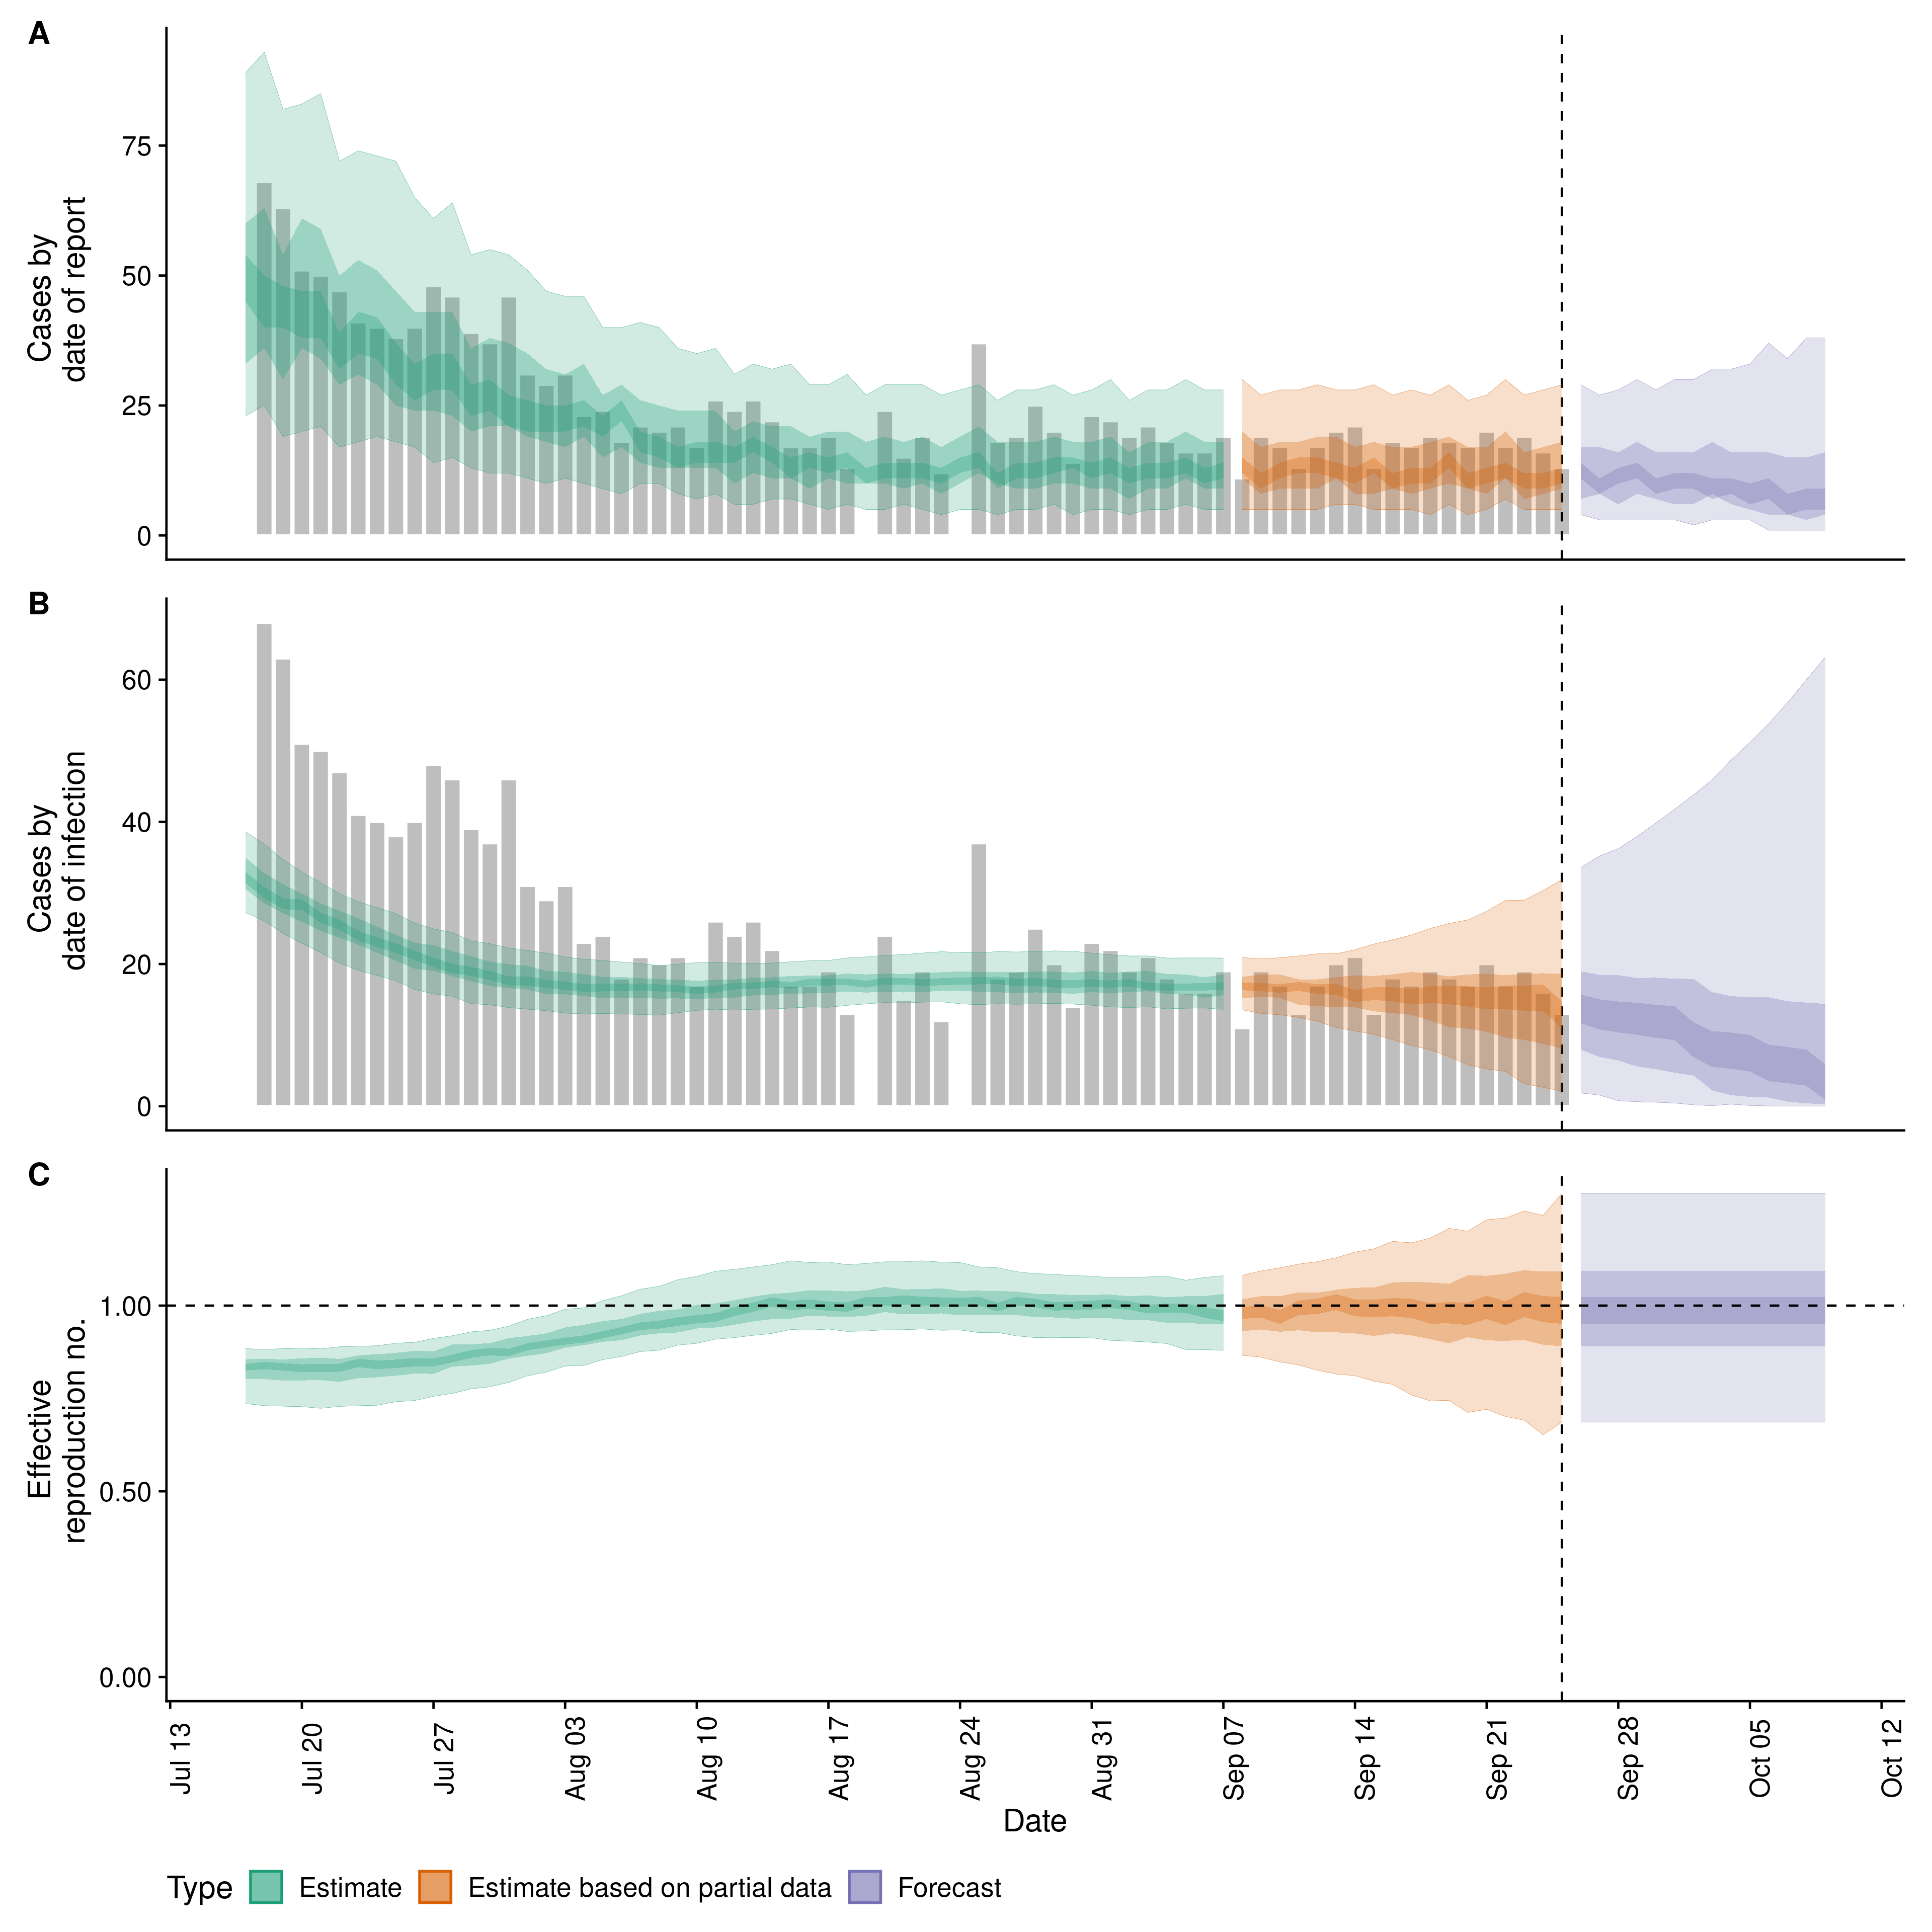 A
Cases by
date of report
75
50
25
0
B
Cases by
date of infection
60
40
20
0
C
Effective
reproduction no.
1.00
0.50
0.00
Jul 13
Jul 20
Jul 27
Aug 03
Aug 10
Aug 17
Aug 24
Aug 31
Sep 07
Sep 14
Sep 21
Sep 28
Oct 05
Oct 12
Date
Type
Estimate
Estimate based on partial data
Forecast